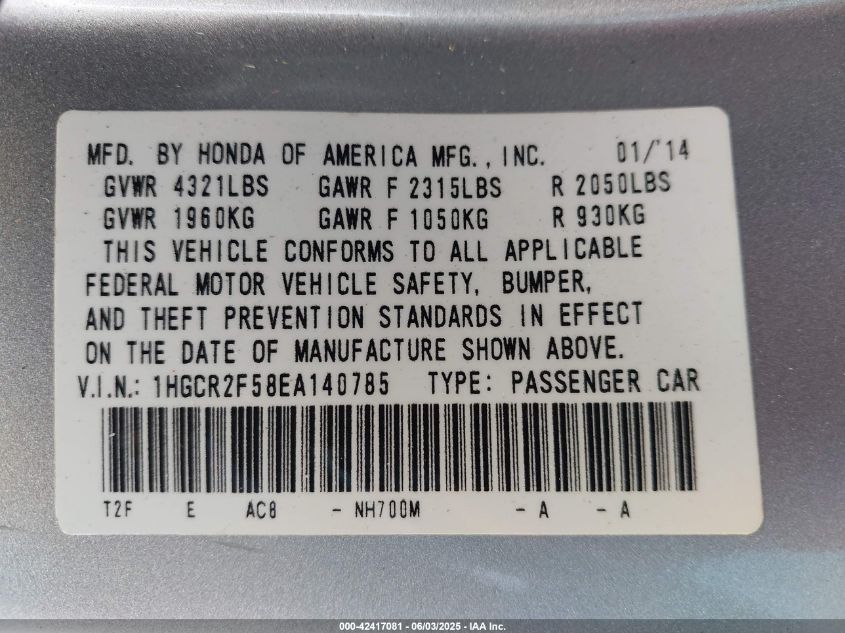 MFD. BY HONDA OF AMERICA MFG., INC. 01/'14
GVWR 4321LBS GAWR F 2315LBS R 2050LBS
GVWR 1960KG GAWR F 1050KG R 930KG
THIS VEHICLE CONFORMS TO ALL APPLICABLE
FEDERAL MOTOR VEHICLE SAFETY, BUMPER,
AND THEFT PREVENTION STANDARDS IN EFFECT
ON THE DATE OF MANUFACTURE SHOWN ABOVE.
V.I.N.: 1HGCR2F58EA140785 TYPE: PASSENGER CAR
T2F E AC8 - NH700M - A - A
000-42417081 - 06/03/2025 - IAA Inc.